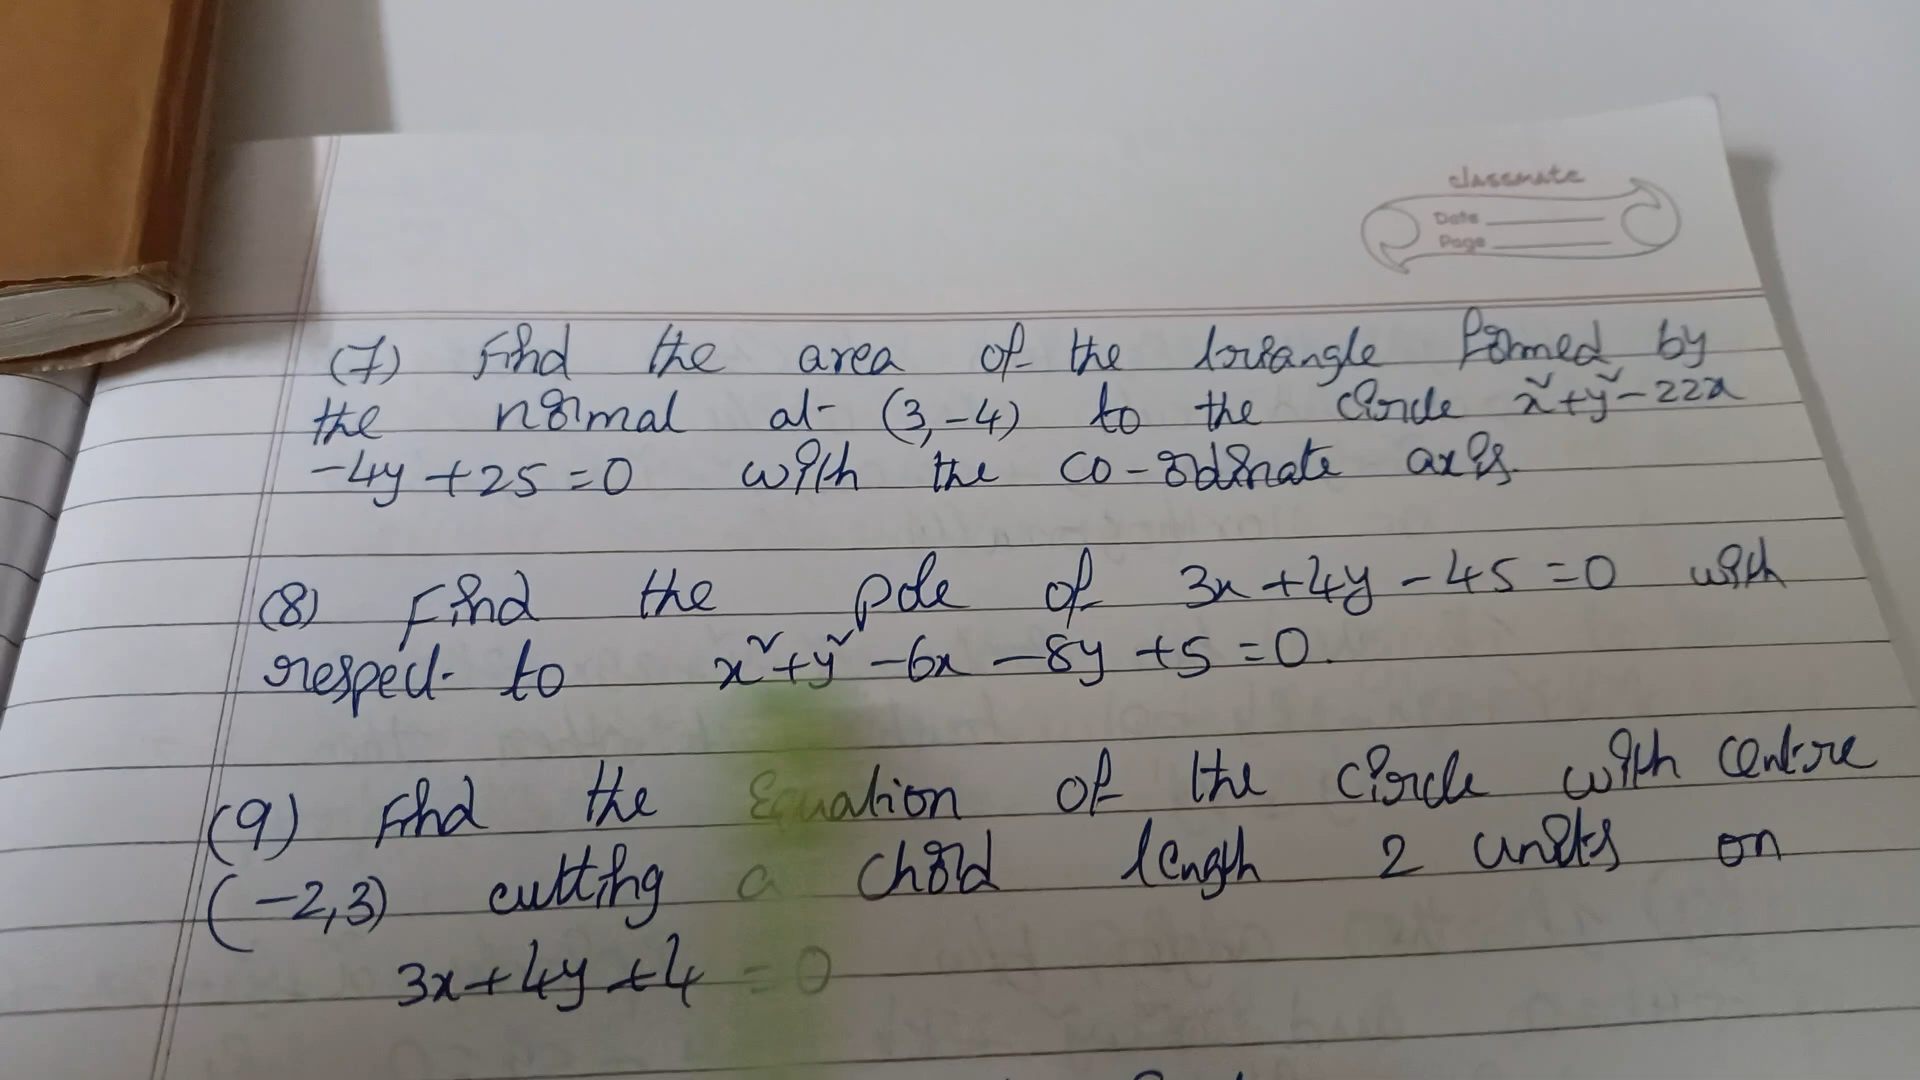 classmate
Date
Page
(7) Find the area of the triangle formed by
the normal at (3,-4) to the circle x²+y²-22x
-4y+25=0 with the co-ordinate axis.
(8) Find the pole of 3x+4y-45=0 with
respect to x²+y²-6x-8y+5=0.
(9) Find the Equation of the circle with centre
(-2,3) cutting a chord length 2 units on
3x+4y+4=0